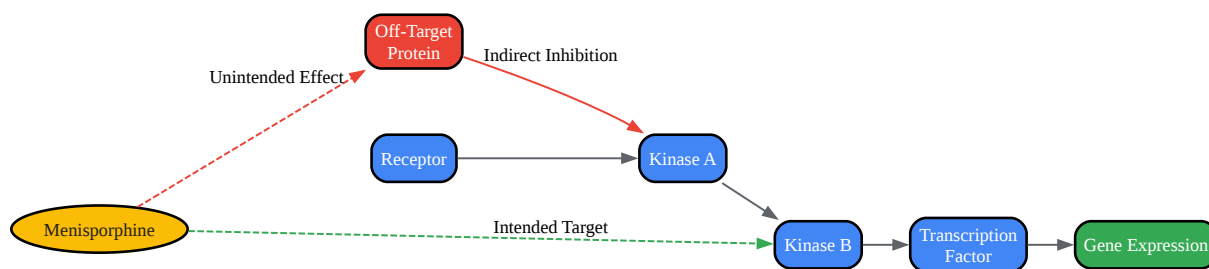 Off-Target
Protein
Indirect Inhibition
Unintended Effect
Receptor
Kinase A
Menisporphine
Intended Target
Kinase B
Transcription
Factor
Gene Expression